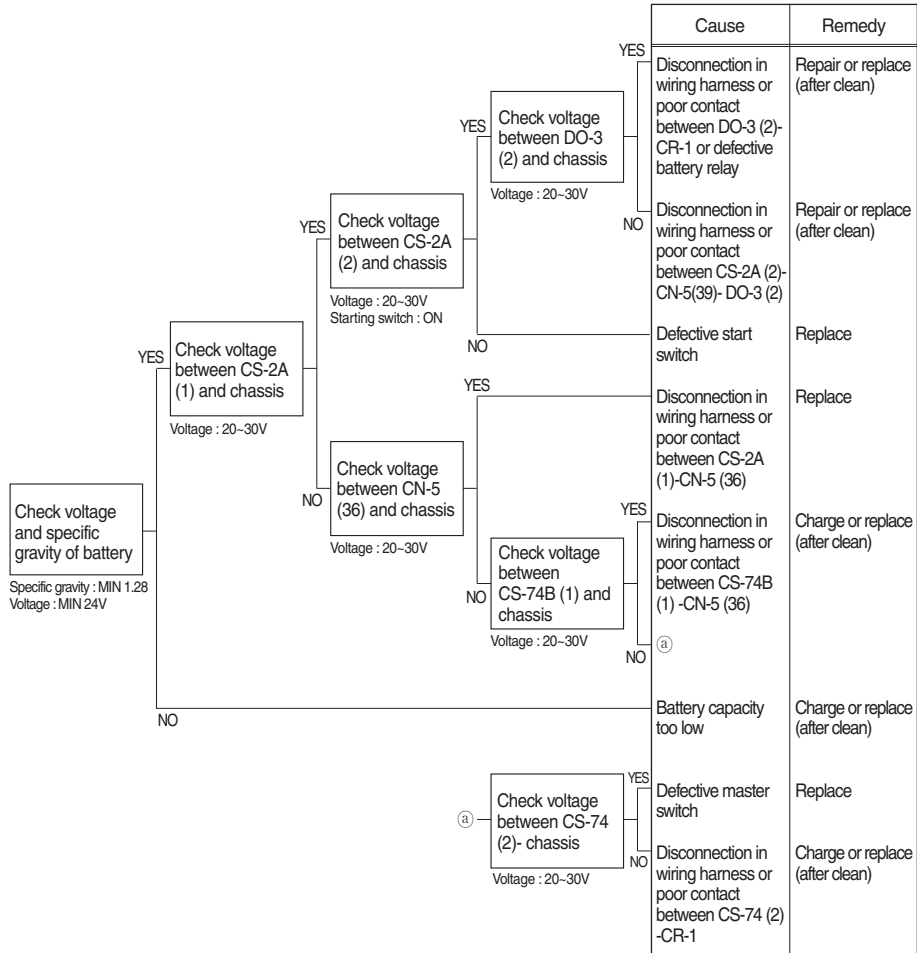 Cause
Remedy
YES
Disconnection in
wiring harness or
poor contact
between DO-3 (2)-
CR-1 or defective
battery relay
Repair or replace
(after clean)
YES
Check voltage
between DO-3
(2) and chassis
Voltage : 20~30V
NO
Disconnection in
wiring harness or
poor contact
between CS-2A (2)-
CN-5(39)- DO-3 (2)
Repair or replace
(after clean)
YES
Check voltage
between CS-2A
(2) and chassis
Voltage : 20~30V
Starting switch : ON
NO
Defective start
switch
Replace
YES
Check voltage
between CS-2A
(1) and chassis
Voltage : 20~30V
YES
Disconnection in
wiring harness or
poor contact
between CS-2A
(1)-CN-5 (36)
Replace
NO
Check voltage
between CN-5
(36) and chassis
Voltage : 20~30V
YES
Disconnection in
wiring harness or
poor contact
between CS-74B
(1) -CN-5 (36)
Charge or replace
(after clean)
Check voltage
and specific
gravity of battery
Specific gravity : MIN 1.28
Voltage : MIN 24V
NO
Check voltage
between
CS-74B (1) and
chassis
Voltage : 20~30V
NO
ⓐ
NO
Battery capacity
too low
Charge or replace
(after clean)
ⓐ
Check voltage
between CS-74
(2)- chassis
Voltage : 20~30V
YES
Defective master
switch
Replace
NO
Disconnection in
wiring harness or
poor contact
between CS-74 (2)
-CR-1
Charge or replace
(after clean)